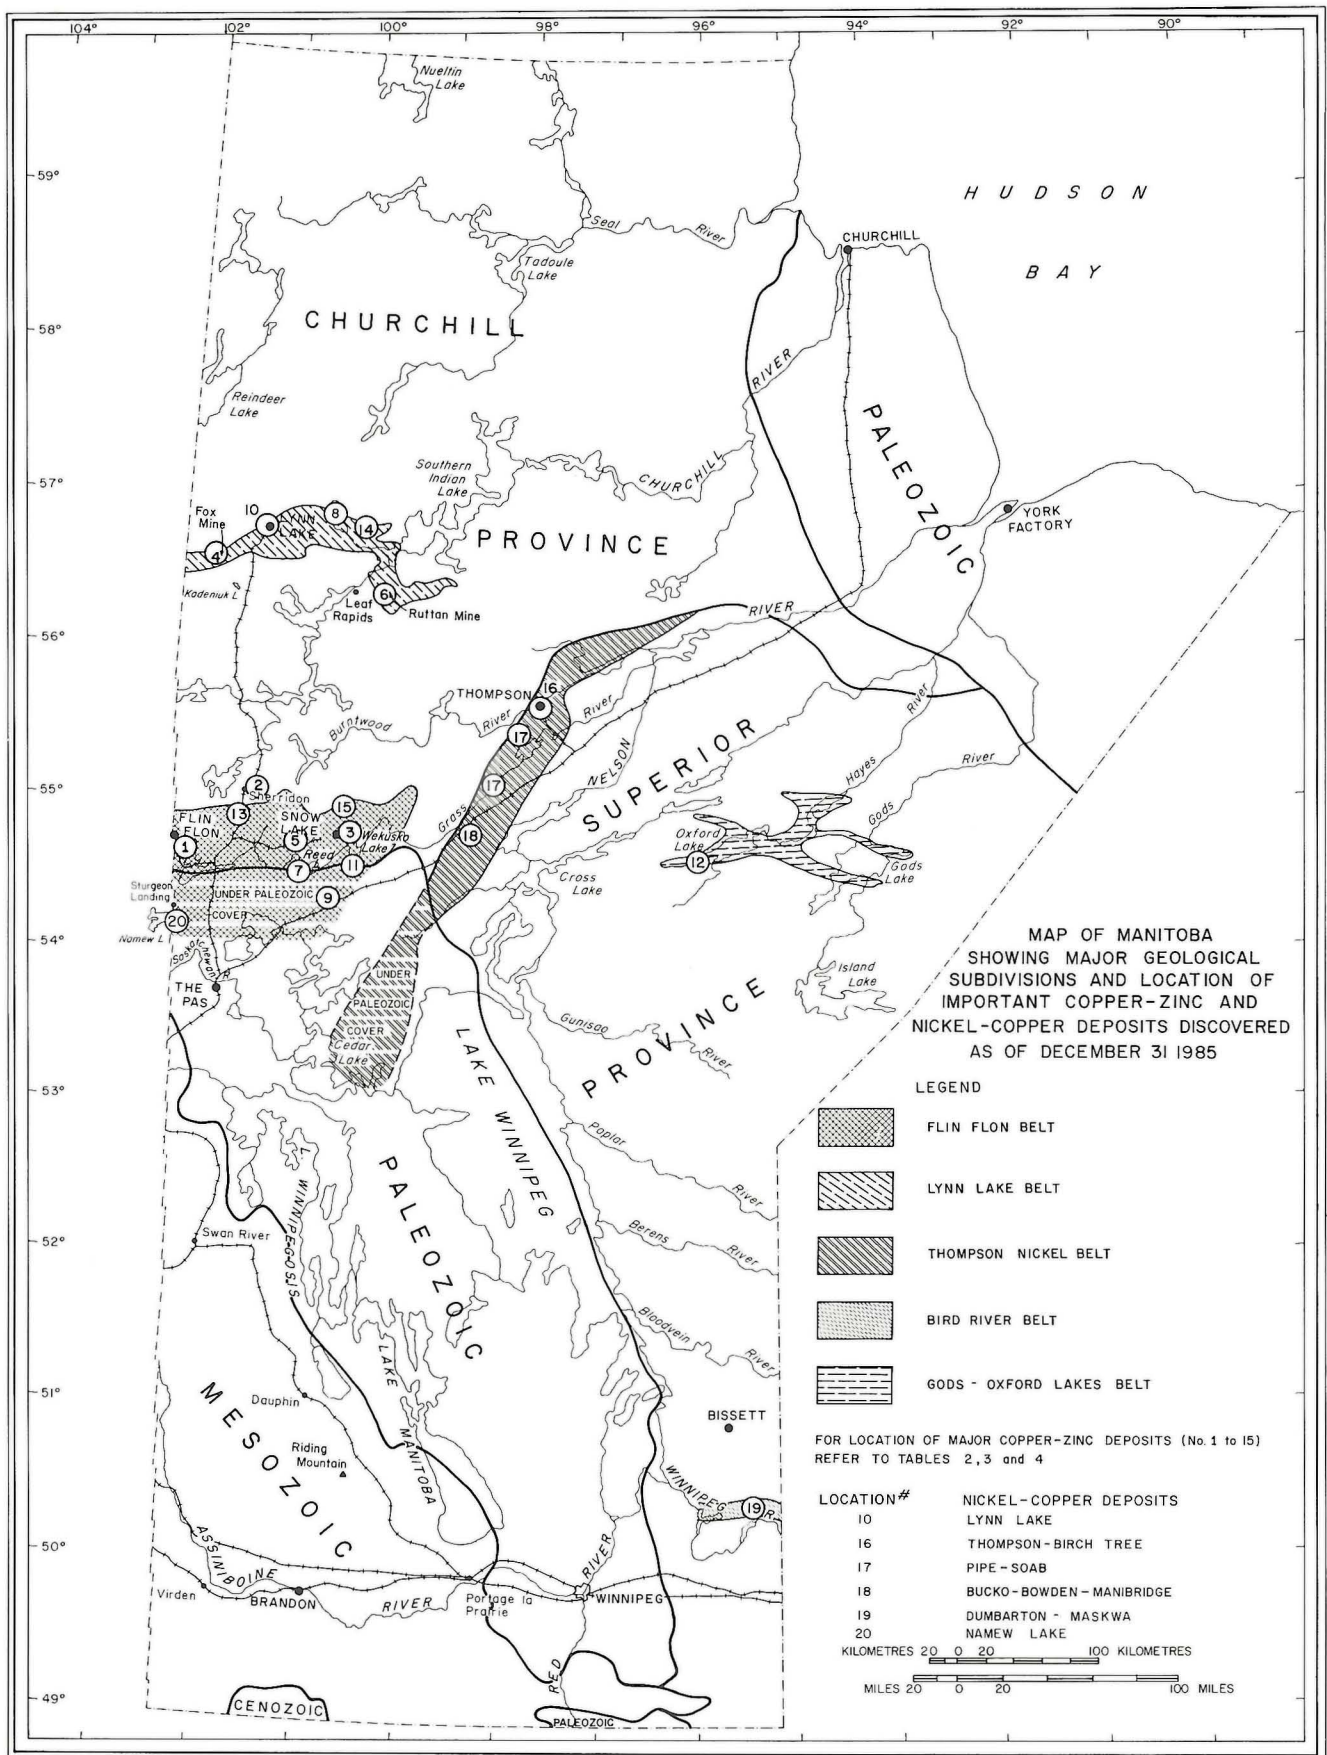 104°
102°
100°
98°
96°
94°
92°
90°
Nueltin
Lake
59°
HUDSON
BAY
Seal
River
CHURCHILL
Tadoule
Lake
58°
CHURCHILL
RIVER
Reindeer
Lake
PALEOZOIC
57°
Southern
Indian
Lake
CHURCHILL
Fox
Mine
10
LYNN
LAKE
8
14
4
PROVINCE
YORK
FACTORY
Kadeniuk L.
6
Leaf
Rapids
Ruttan Mine
56°
RIVER
THOMPSON
16
River
River
Burntwood
17
NELSON
SUPERIOR
River
Hayes
River
Gods
55°
2
Sherridon
17
13
SNOW
LAKE
15
FLIN
FLON
5
3
Wekusko
Lake
Grass
18
1
Reed
L.
7
11
Oxford
Lake
12
Gods
Lake
Cross
Lake
Sturgeon
Landing
UNDER PALEOZOIC
COVER
9
20
Namew L.
54°
Saskatchewan
R.
THE
PAS
UNDER
PALEOZOIC
COVER
Cedar
Lake
Island
Lake
Gunisao
River
PROVINCE
MAP OF MANITOBA
SHOWING MAJOR GEOLOGICAL
SUBDIVISIONS AND LOCATION OF
IMPORTANT COPPER-ZINC AND
NICKEL-COPPER DEPOSITS DISCOVERED
AS OF DECEMBER 31 1985
53°
LAKE WINNIPEG
Poplar
River
L. WINNIPEGOSIS
PALEOZOIC
52°
Swan River
Berens
River
Bloodvein
River
LAKE
MANITOBA
51°
Dauphin
MESOZOIC
Riding
Mountain
BISSETT
WINNIPEG
R.
19
50°
ASSINIBOINE
RIVER
Virden
BRANDON
Portage la
Prairie
RIVER
WINNIPEG
RED
49°
CENOZOIC
PALEOZOIC
LEGEND
FLIN FLON BELT
LYNN LAKE BELT
THOMPSON NICKEL BELT
BIRD RIVER BELT
GODS - OXFORD LAKES BELT
FOR LOCATION OF MAJOR COPPER-ZINC DEPOSITS (No. 1 to 15)
REFER TO TABLES 2,3 and 4
LOCATION# NICKEL-COPPER DEPOSITS
10 LYNN LAKE
16 THOMPSON-BIRCH TREE
17 PIPE-SOAB
18 BUCKO-BOWDEN-MANIBRIDGE
19 DUMBARTON - MASKWA
20 NAMEW LAKE
KILOMETRES 20 0 20 100 KILOMETRES
MILES 20 0 20 100 MILES